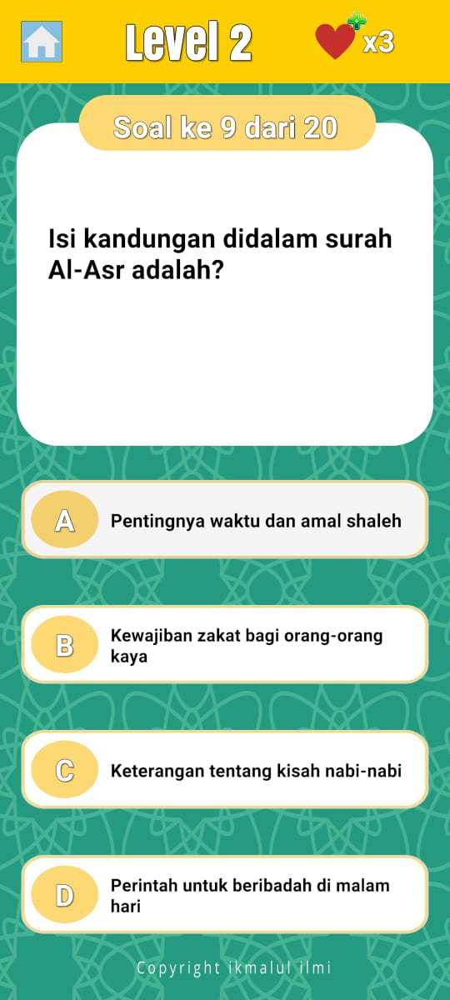 Level 2
x3
Soal ke 9 dari 20
Isi kandungan didalam surah
Al-Asr adalah?
A
Pentingnya waktu dan amal shaleh
B
Kewajiban zakat bagi orang-orang
kaya
C
Keterangan tentang kisah nabi-nabi
D
Perintah untuk beribadah di malam
hari
Copyright ikmalul ilmi